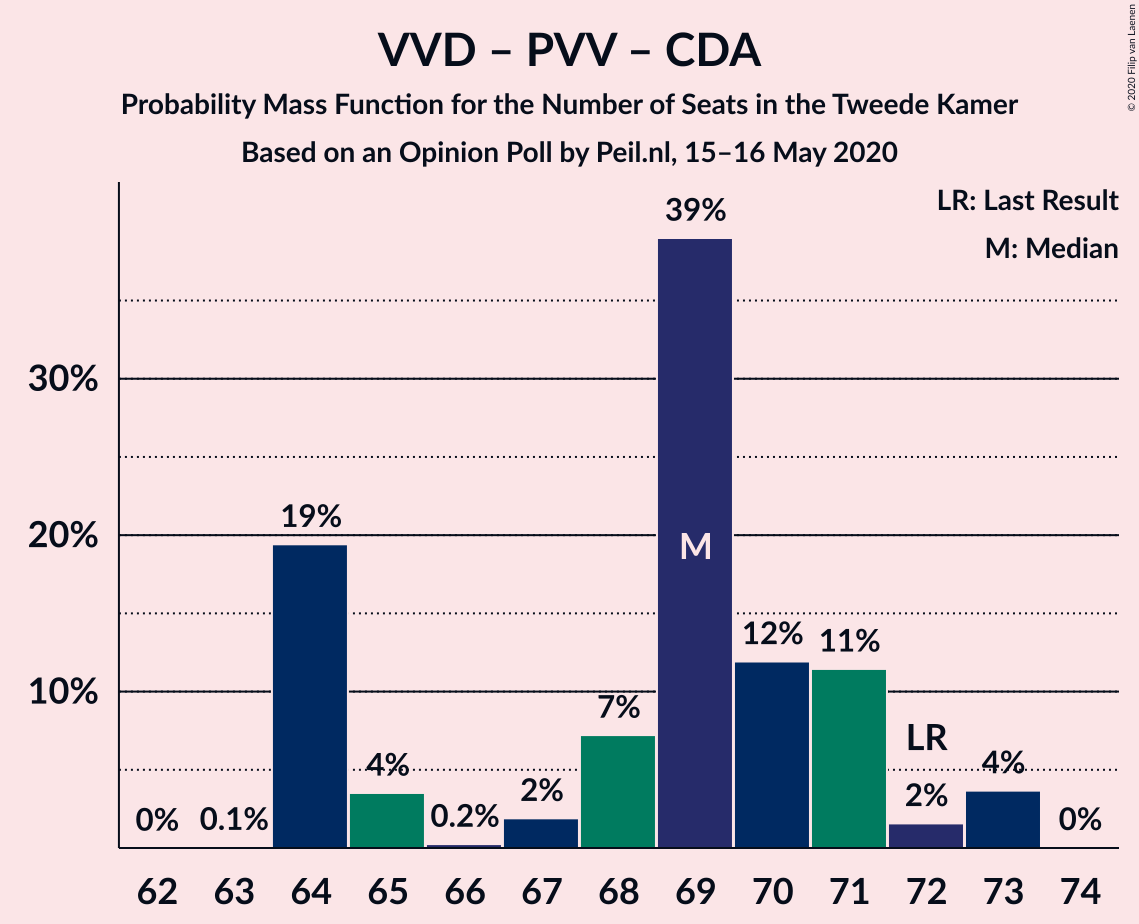 VVD – PVV – CDA
Probability Mass Function for the Number of Seats in the Tweede Kamer
Based on an Opinion Poll by Peil.nl, 15–16 May 2020
© 2020 Filip van Laenen
LR: Last Result
M: Median
30%
20%
10%
0%
0.1%
19%
4%
0.2%
2%
7%
39%
M
12%
11%
LR
2%
4%
0%
62 63 64 65 66 67 68 69 70 71 72 73 74